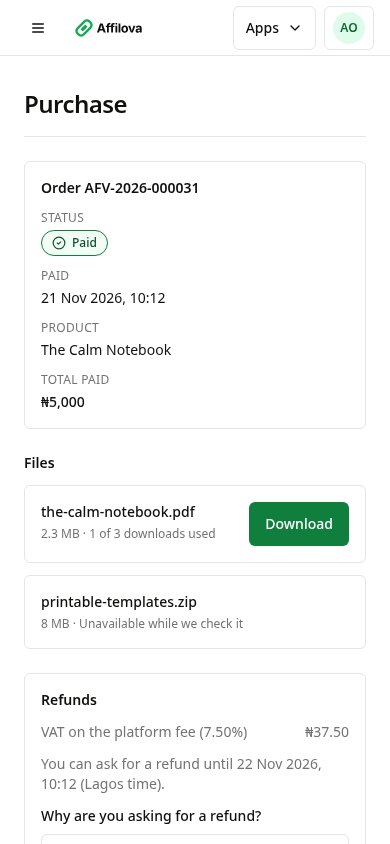 Affilova
Apps
AO
Purchase
Order AFV-2026-000031
STATUS
Paid
PAID
21 Nov 2026, 10:12
PRODUCT
The Calm Notebook
TOTAL PAID
₦5,000
Files
the-calm-notebook.pdf
2.3 MB · 1 of 3 downloads used
Download
printable-templates.zip
8 MB · Unavailable while we check it
Refunds
VAT on the platform fee (7.50%) ₦37.50
You can ask for a refund until 22 Nov 2026,
10:12 (Lagos time).
Why are you asking for a refund?